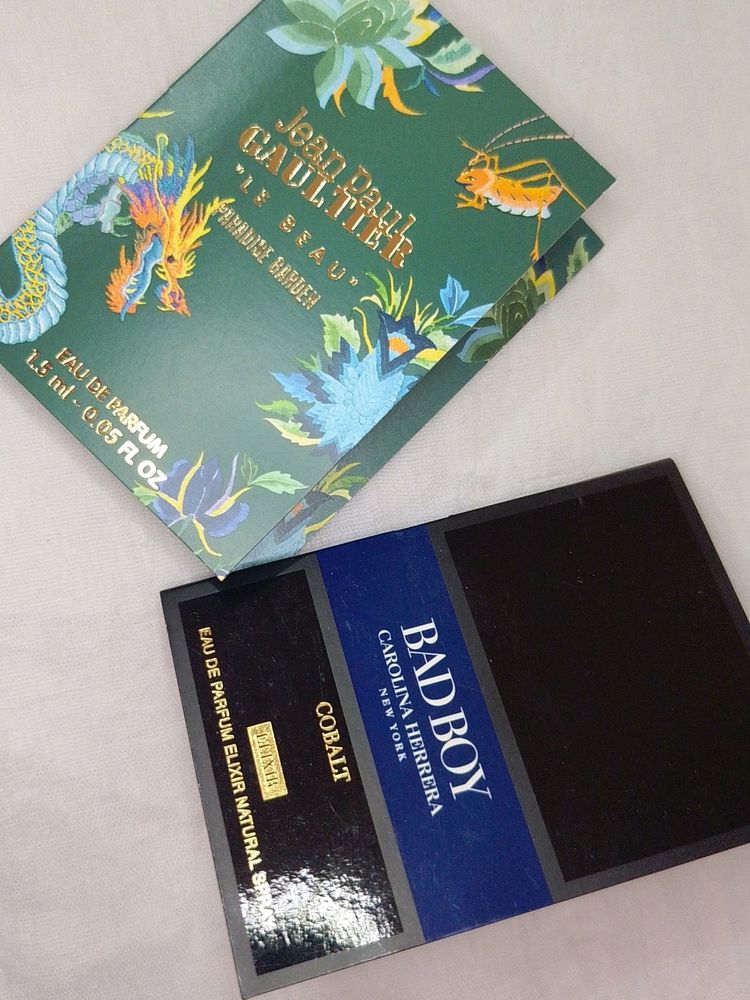 Jean Paul
GAULTIER
"LE BEAU"
PARADISE GARDEN
EAU DE PARFUM
1.5 ml - 0.05 FL OZ
BAD BOY
CAROLINA HERRERA
NEW YORK
COBALT
ELIXIR
EAU DE PARFUM ELIXIR NATURAL SPRAY